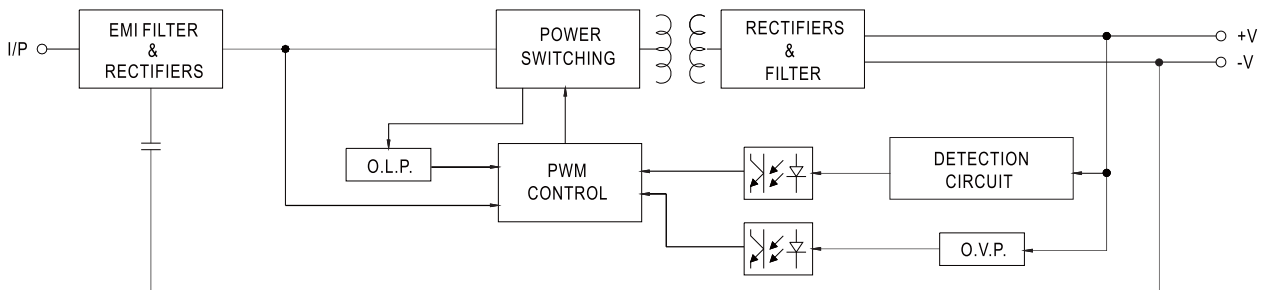 EMI FILTER
&
RECTIFIERS
I/P
POWER
SWITCHING
RECTIFIERS
&
FILTER
+V
-V
O.L.P.
PWM
CONTROL
DETECTION
CIRCUIT
O.V.P.